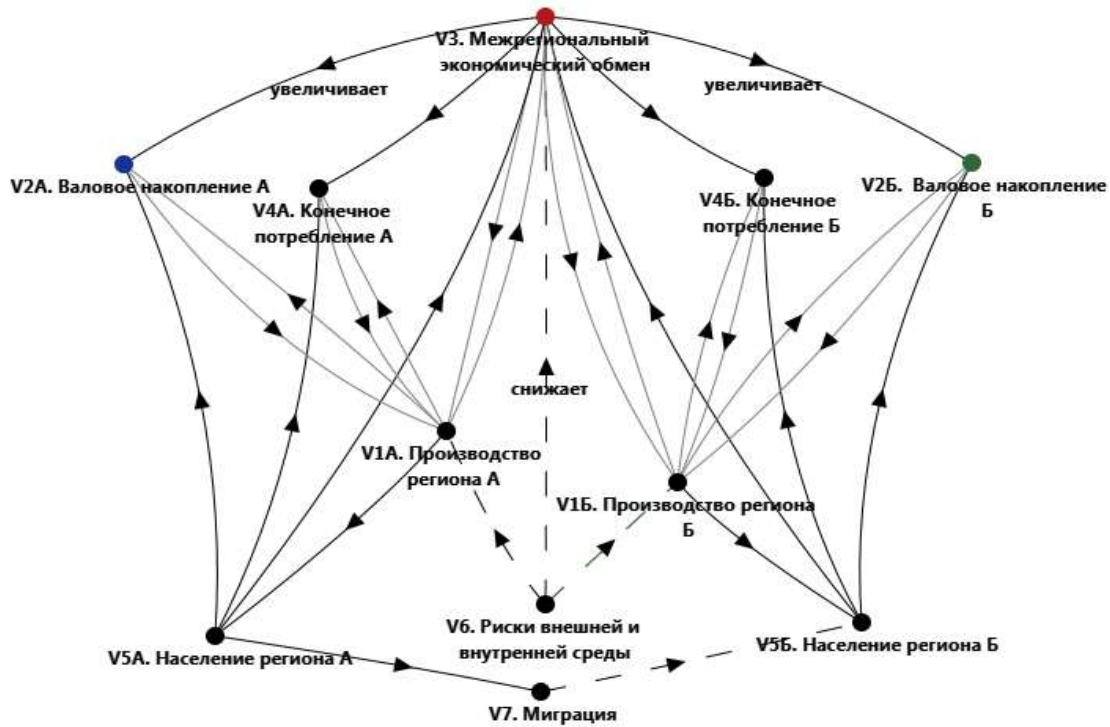 V3. Межрегиональный
экономический обмен
увеличивает
увеличивает
V2А. Валовое накопление А
V4А. Конечное
потребление А
V4Б. Конечное
потребление Б
V2Б. Валовое накопление
Б
снижает
V1А. Производство
региона А
V1Б. Производство региона
Б
V6. Риски внешней и
внутренней среды
V5А. Население региона А
V5Б. Население региона Б
V7. Миграция